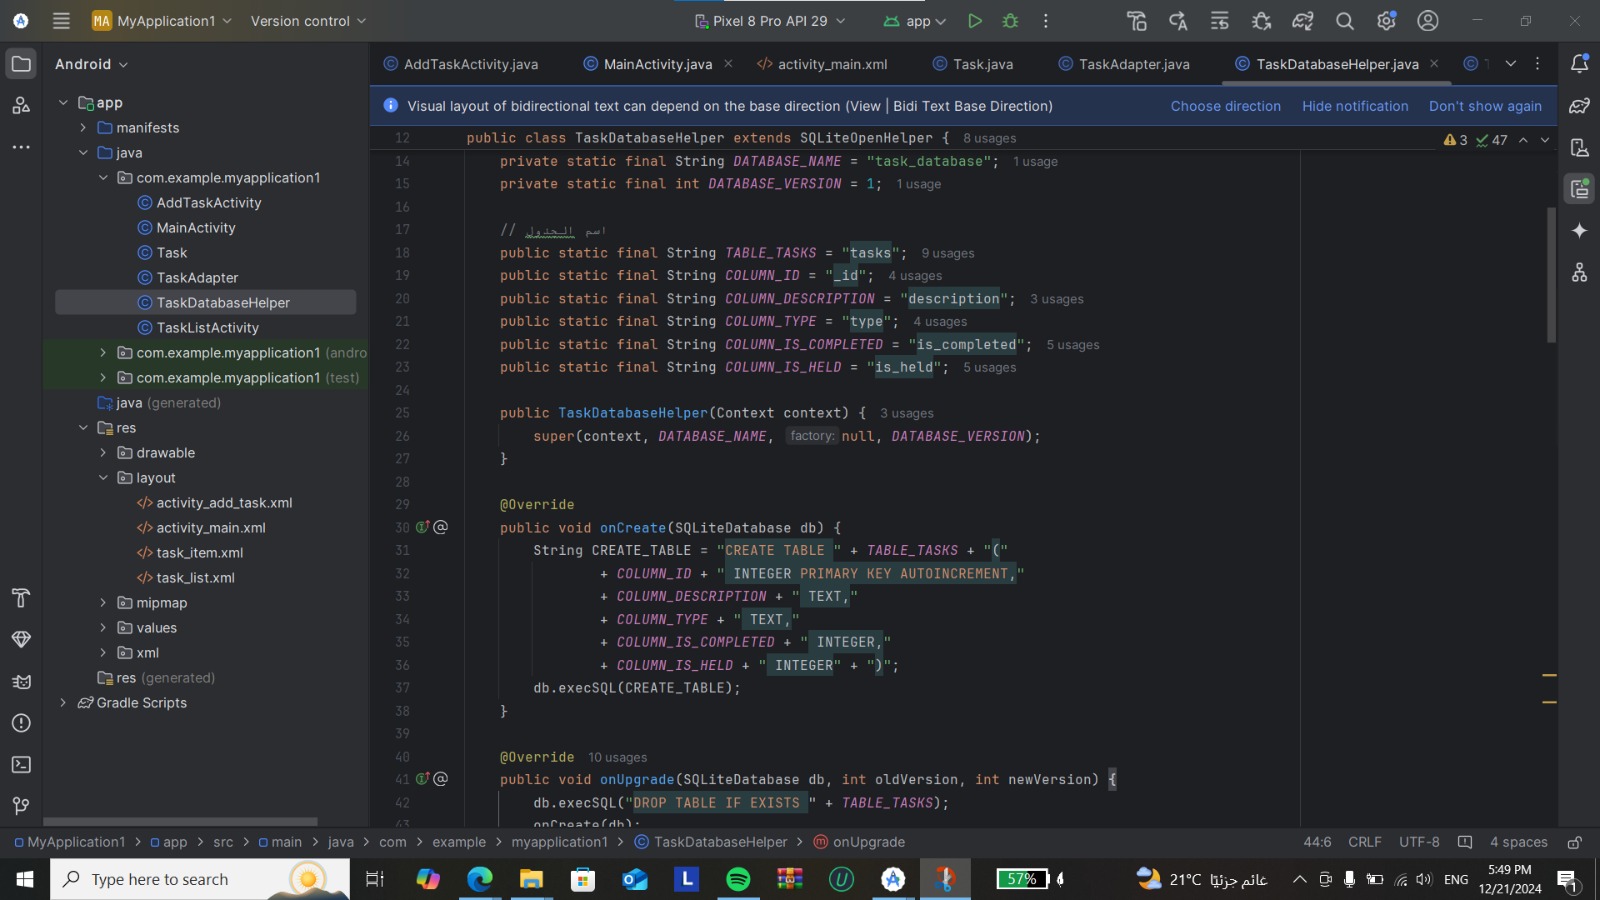 MA MyApplication1
Version control
Pixel 8 Pro API 29
app
Android
AddTaskActivity.java
MainActivity.java
activity_main.xml
Task.java
TaskAdapter.java
TaskDatabaseHelper.java
Visual layout of bidirectional text can depend on the base direction (View | Bidi Text Base Direction)
Choose direction
Hide notification
Don't show again
app
manifests
java
com.example.myapplication1
AddTaskActivity
MainActivity
Task
TaskAdapter
TaskDatabaseHelper
TaskListActivity
com.example.myapplication1 (andro
com.example.myapplication1 (test)
java (generated)
res
drawable
layout
activity_add_task.xml
activity_main.xml
task_item.xml
task_list.xml
mipmap
values
xml
res (generated)
Gradle Scripts
12 public class TaskDatabaseHelper extends SQLiteOpenHelper { 8 usages
3 47
14 private static final String DATABASE_NAME = "task_database"; 1 usage
15 private static final int DATABASE_VERSION = 1; 1 usage
16
17 // اسم الجدول
18 public static final String TABLE_TASKS = "tasks"; 9 usages
19 public static final String COLUMN_ID = "_id"; 4 usages
20 public static final String COLUMN_DESCRIPTION = "description"; 3 usages
21 public static final String COLUMN_TYPE = "type"; 4 usages
22 public static final String COLUMN_IS_COMPLETED = "is_completed"; 5 usages
23 public static final String COLUMN_IS_HELD = "is_held"; 5 usages
24
25 public TaskDatabaseHelper(Context context) { 3 usages
26 super(context, DATABASE_NAME, factory: null, DATABASE_VERSION);
27 }
28
29 @Override
30 public void onCreate(SQLiteDatabase db) {
31 String CREATE_TABLE = "CREATE TABLE " + TABLE_TASKS + "("
32 + COLUMN_ID + " INTEGER PRIMARY KEY AUTOINCREMENT,"
33 + COLUMN_DESCRIPTION + " TEXT,"
34 + COLUMN_TYPE + " TEXT,"
35 + COLUMN_IS_COMPLETED + " INTEGER,"
36 + COLUMN_IS_HELD + " INTEGER" + ")";
37 db.execSQL(CREATE_TABLE);
38 }
39
40 @Override 10 usages
41 public void onUpgrade(SQLiteDatabase db, int oldVersion, int newVersion) {
42 db.execSQL("DROP TABLE IF EXISTS " + TABLE_TASKS);
43 onCreate(db);
MyApplication1 > app > src > main > java > com > example > myapplication1 > TaskDatabaseHelper > onUpgrade
44:6 CRLF UTF-8 4 spaces
Type here to search
57%
21°C غائم جزئيًا
ENG
5:49 PM
12/21/2024
1